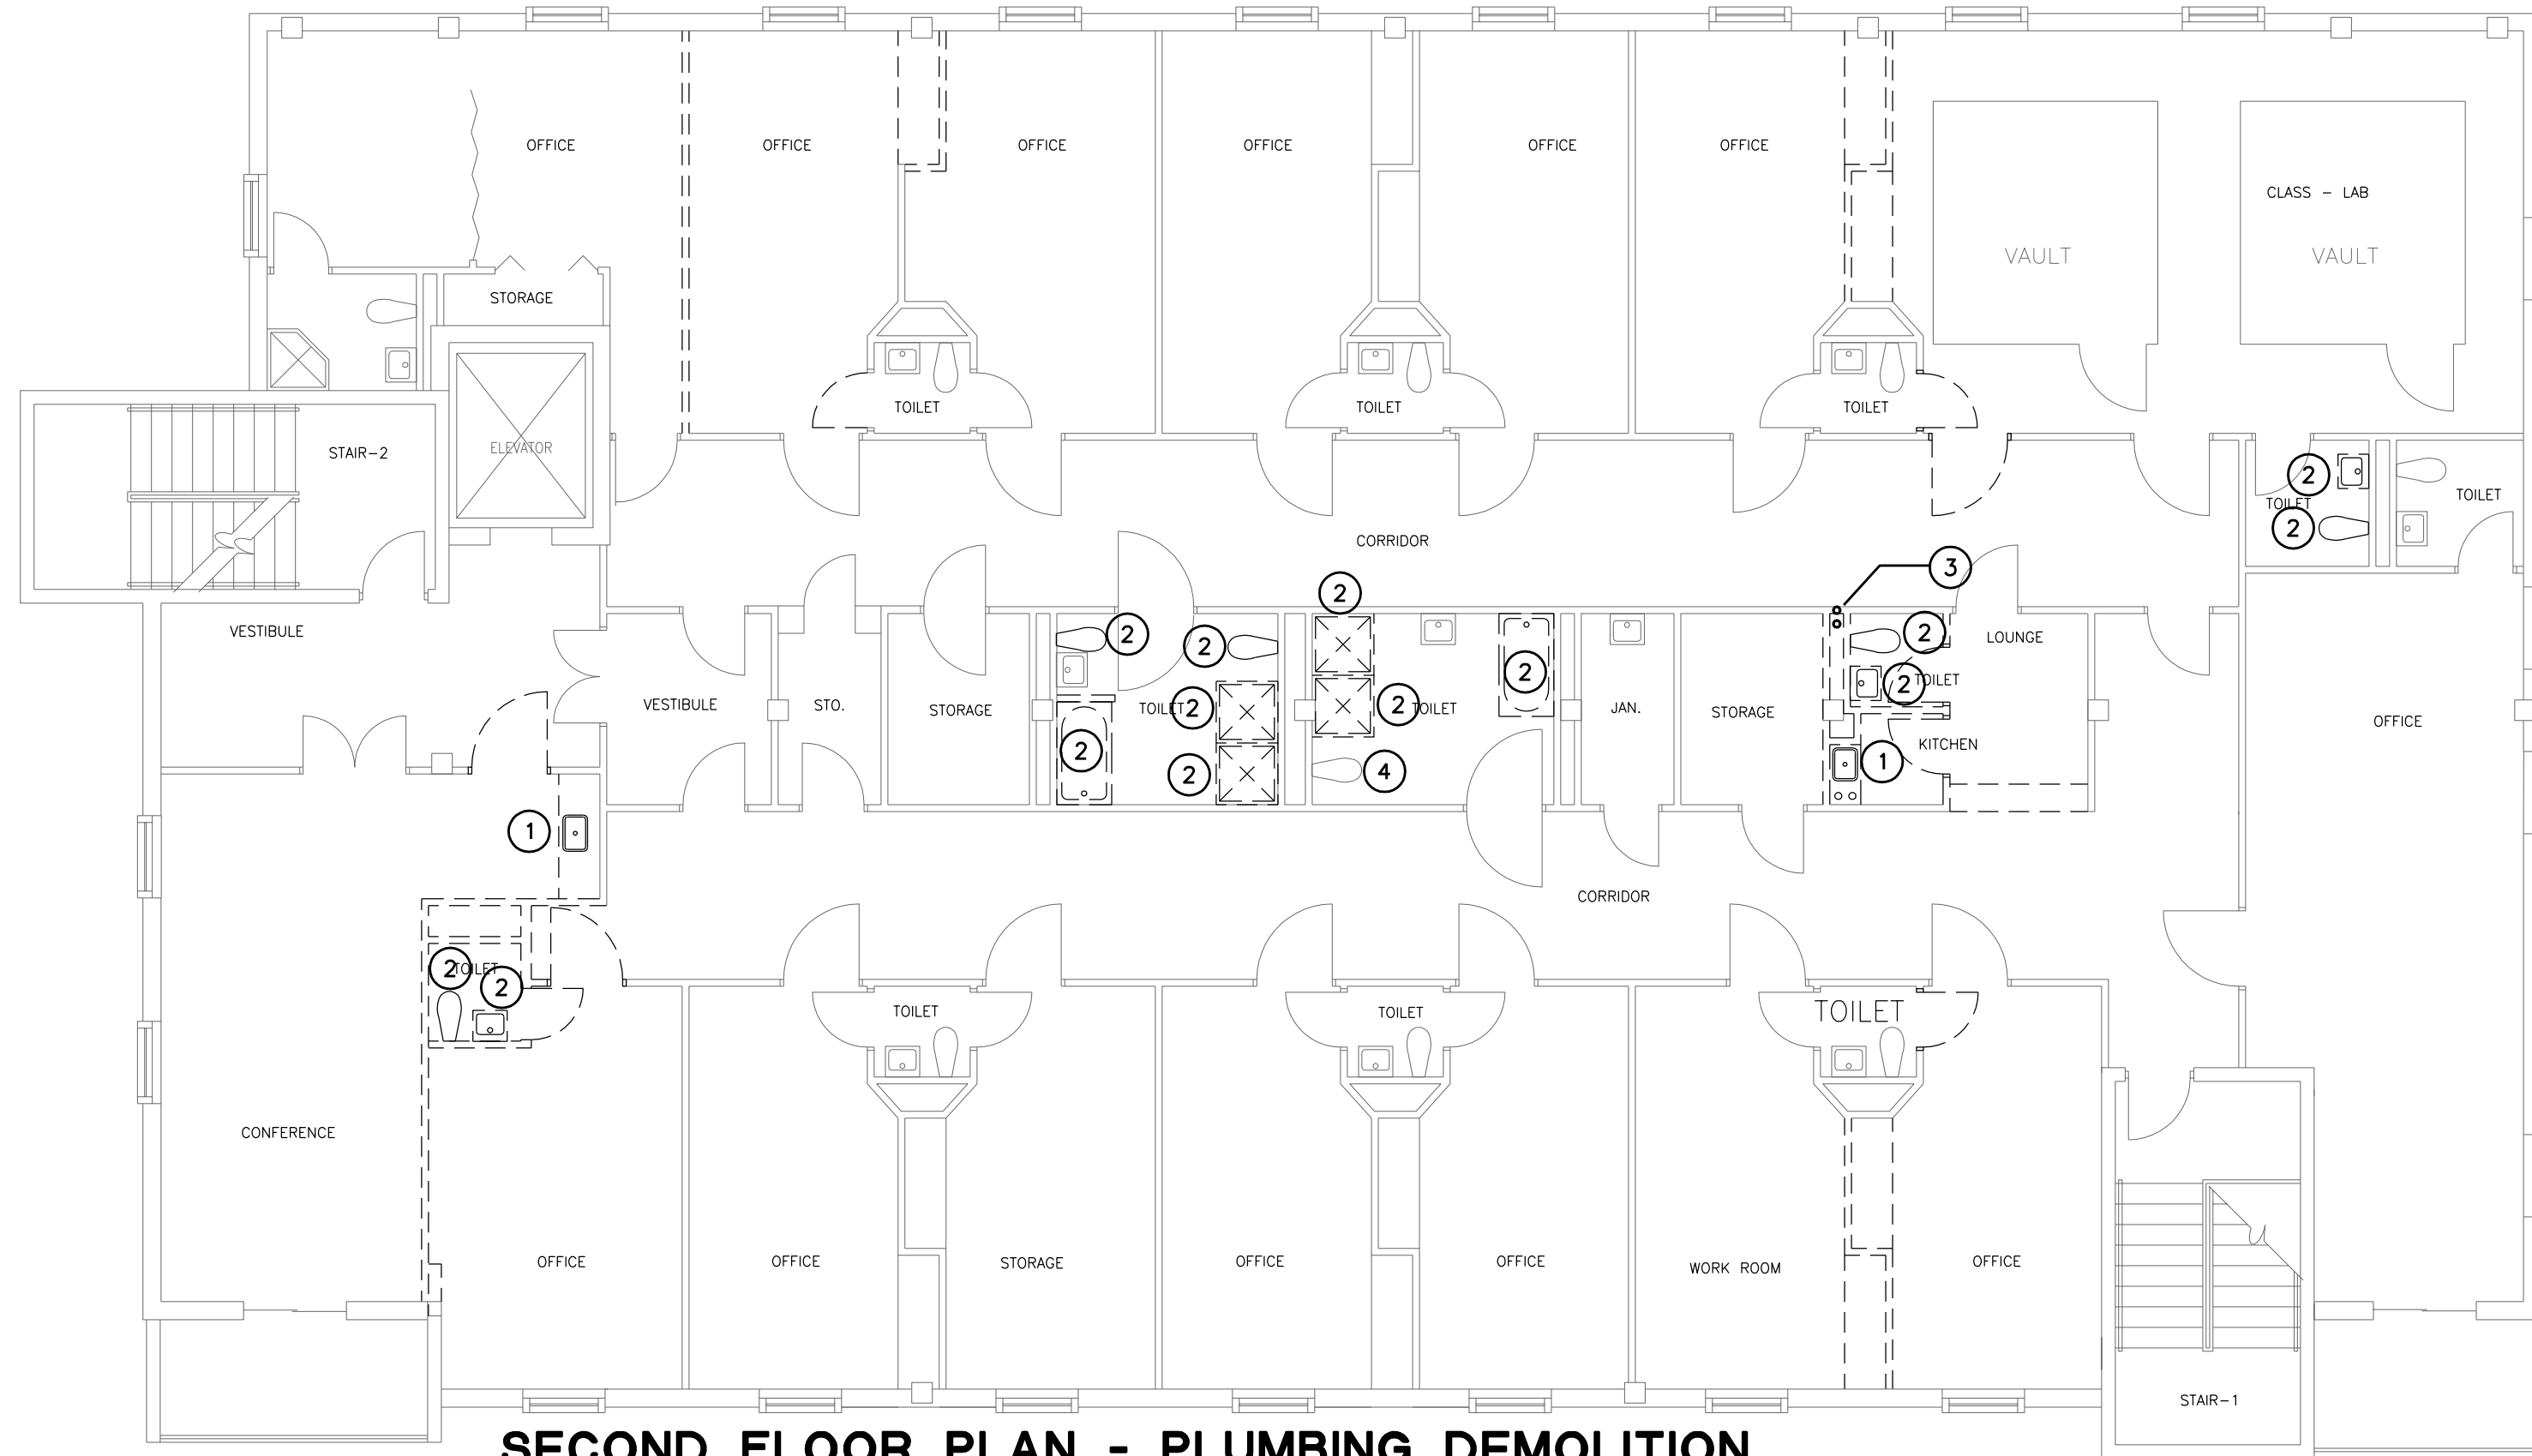 OFFICE
OFFICE
OFFICE
OFFICE
OFFICE
OFFICE
CLASS - LAB
VAULT
VAULT
STORAGE
TOILET
TOILET
TOILET
STAIR-2
ELEVATOR
2
TOILET
TOILET
2
CORRIDOR
3
2
VESTIBULE
2
2
2
LOUNGE
2
2
TOILET
VESTIBULE
STO.
STORAGE
TOILET
2
2
TOILET
JAN.
STORAGE
OFFICE
KITCHEN
2
2
4
1
1
CORRIDOR
2
TOILET
2
TOILET
TOILET
TOILET
CONFERENCE
OFFICE
OFFICE
STORAGE
OFFICE
OFFICE
WORK ROOM
OFFICE
STAIR-1
SECOND FLOOR PLAN - PLUMBING DEMOLITION